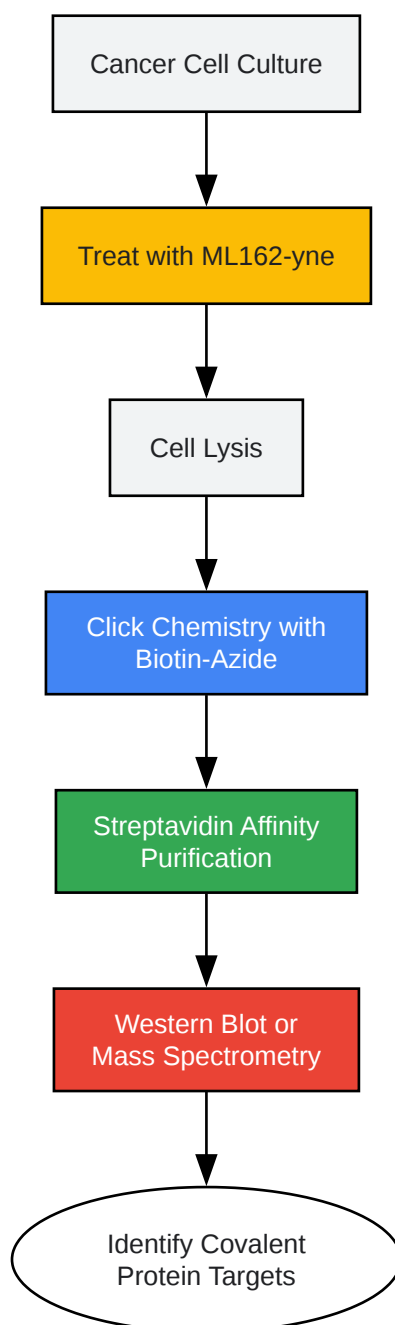 Cancer Cell Culture
Treat with ML162-yne
Cell Lysis
Click Chemistry with
Biotin-Azide
Streptavidin Affinity
Purification
Western Blot or
Mass Spectrometry
Identify Covalent
Protein Targets